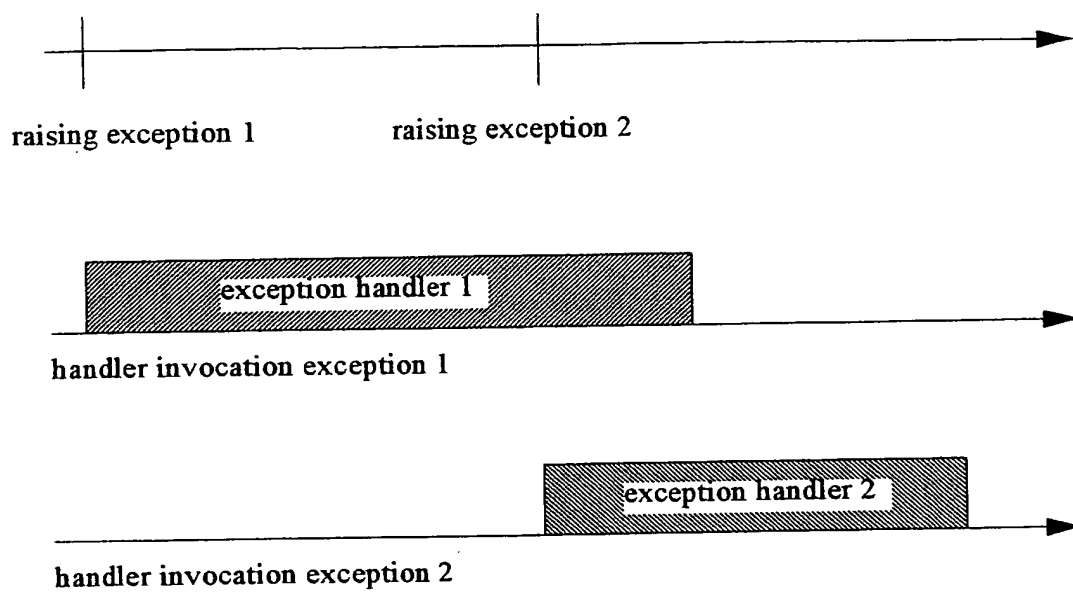 raising exception 1
raising exception 2
exception handler 1
handler invocation exception 1
exception handler 2
handler invocation exception 2